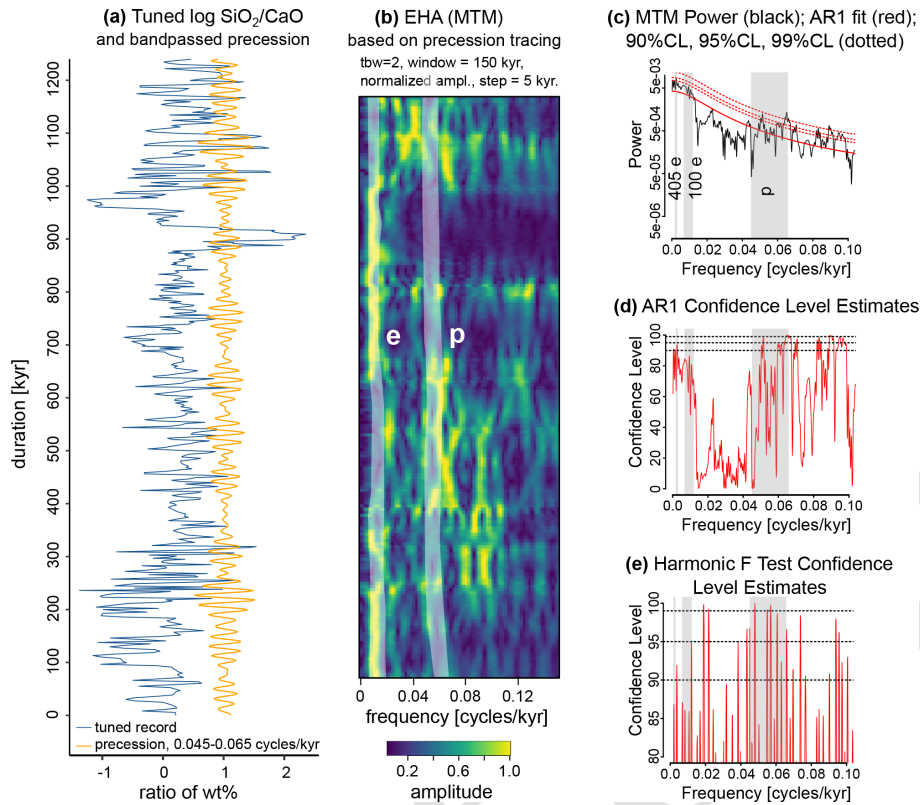 (a) Tuned log SiO₂/CaO
and bandpassed precession
duration [kyr]
1200
1100
1000
900
800
700
600
500
400
300
200
100
0
tuned record
precession, 0.045-0.065 cycles/kyr
-1 0 1 2
ratio of wt%
(b) EHA (MTM)
based on precession tracing
tbw=2, window = 150 kyr,
normalized ampl., step = 5 kyr.
e p
0 0.04 0.08 0.12
frequency [cycles/kyr]
0.2 0.6 1.0
amplitude
(c) MTM Power (black); AR1 fit (red);
90%CL, 95%CL, 99%CL (dotted)
Power
5e-03
5e-04
5e-05
5e-06
405 e
100 e
p
0.0 0.02 0.04 0.06 0.08 0.10
Frequency [cycles/kyr]
(d) AR1 Confidence Level Estimates
Confidence Level
100
80
60
40
20
0
0.0 0.02 0.04 0.06 0.08 0.10
Frequency [cycles/kyr]
(e) Harmonic F Test Confidence
Level Estimates
Confidence Level
100
95
90
85
80
0.0 0.02 0.04 0.06 0.08 0.10
Frequency [cycles/kyr]